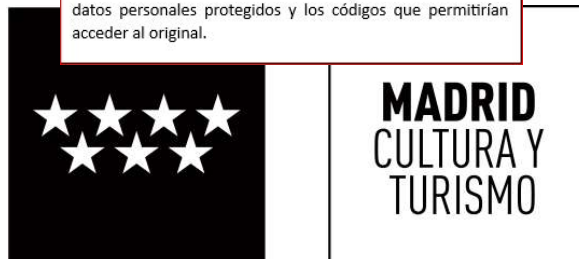 datos personales protegidos y los códigos que permitirían
acceder al original.
MADRID
CULTURA Y
TURISMO